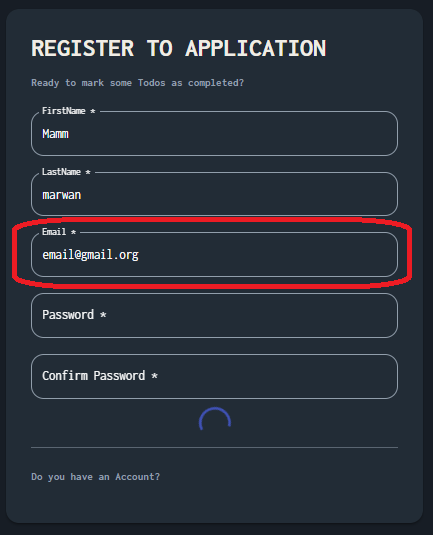 REGISTER TO APPLICATION
Ready to mark some Todos as completed?
FirstName *
Mamm
LastName *
marwan
Email *
email@gmail.org
Password *
Confirm Password *
Do you have an Account?